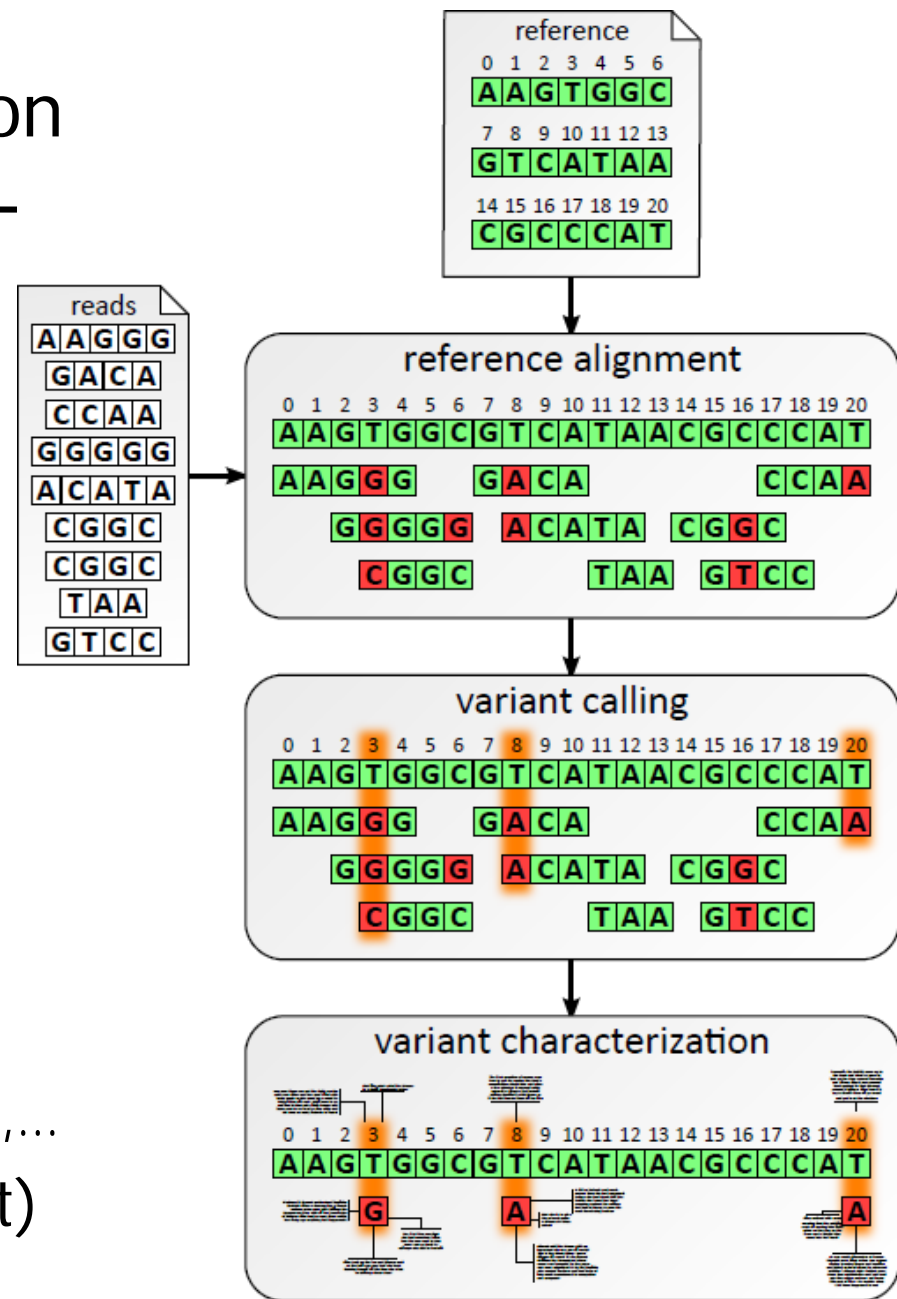 on
–
reference
0 1 2 3 4 5 6
AAGTGGC
7 8 9 10 11 12 13
GTCATAA
14 15 16 17 18 19 20
CGCCCAT
reads
AAGGG
GACA
CCAA
GGGGG
ACATA
CGGC
CGGC
TAA
GTCC
reference alignment
0 1 2 3 4 5 6 7 8 9 10 11 12 13 14 15 16 17 18 19 20
AAGTGGCGTCATAACGCCCAT
AAGGG GACA CCAA
GGGGG ACATA CGGC
CGGC TAA GTCC
variant calling
0 1 2 3 4 5 6 7 8 9 10 11 12 13 14 15 16 17 18 19 20
AAGTGGCGTCATAACGCCCAT
AAGGG GACA CCAA
GGGGG ACATA CGGC
CGGC TAA GTCC
variant characterization
,...
0 1 2 3 4 5 6 7 8 9 10 11 12 13 14 15 16 17 18 19 20
AAGTGGCGTCATAACGCCCAT
t)
G A A